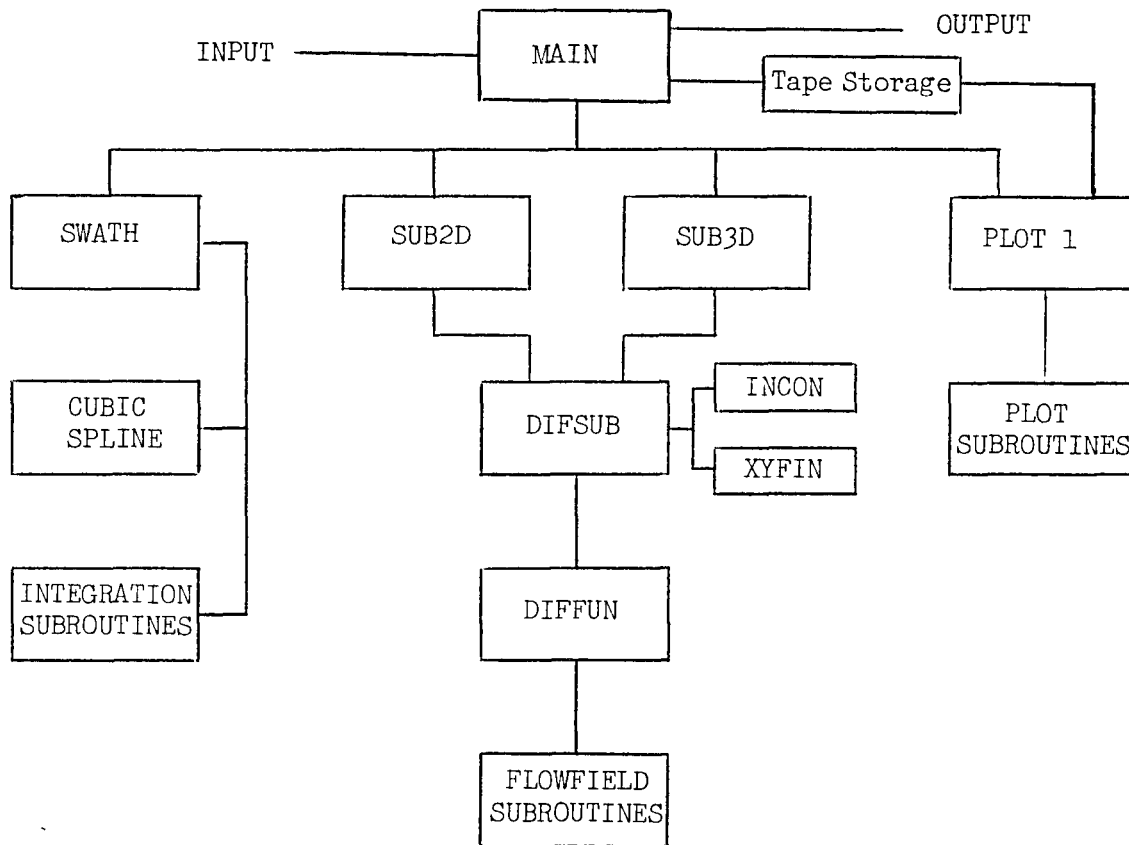 INPUT
MAIN
OUTPUT
Tape Storage
SWATH
SUB2D
SUB3D
PLOT 1
CUBIC
SPLINE
DIFSUB
INCON
XYFIN
PLOT
SUBROUTINES
INTEGRATION
SUBROUTINES
DIFFUN
FLOWFIELD
SUBROUTINES